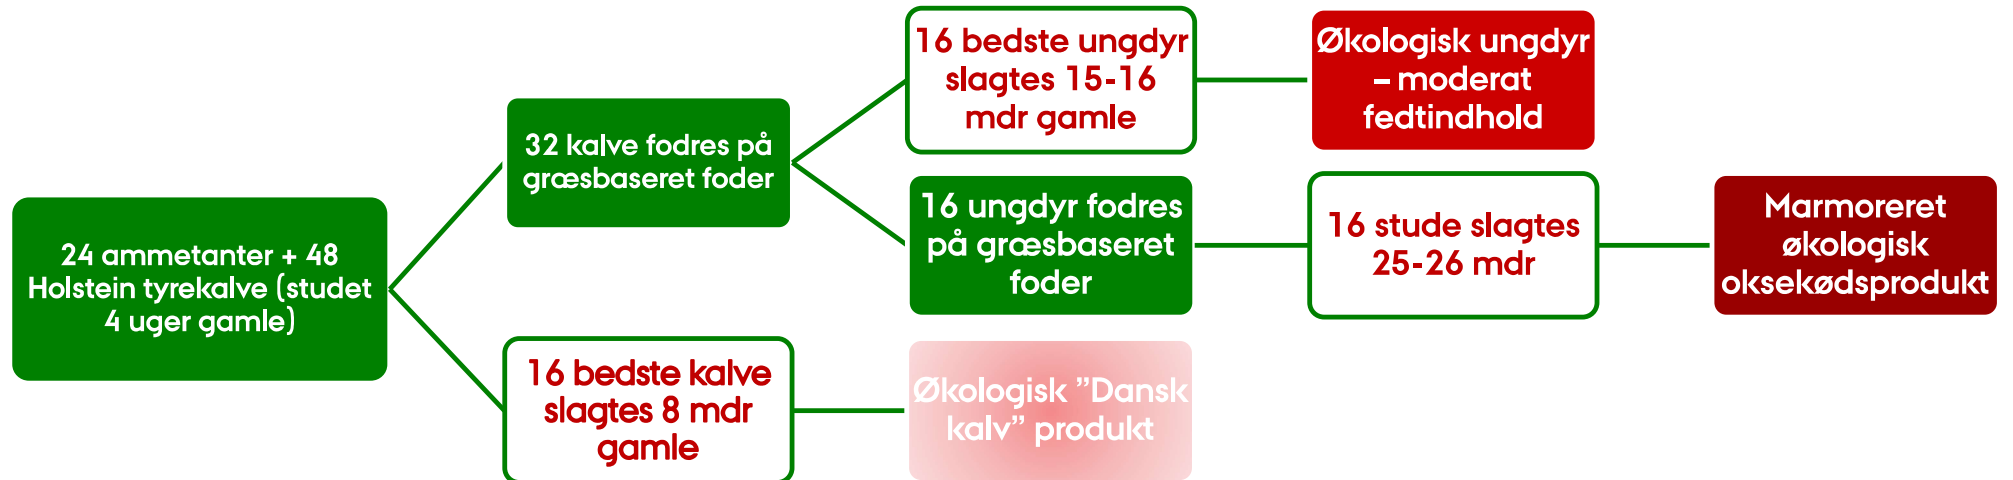 24 ammetanter + 48
Holstein tyrekalve (studet
4 uger gamle)
32 kalve fodres på
græsbaseret foder
16 bedste kalve
slagtes 8 mdr
gamle
16 bedste ungdyr
slagtes 15-16
mdr gamle
16 ungdyr fodres
på græsbaseret
foder
Økologisk "Dansk
kalv" produkt
Økologisk ungdyr
– moderat
fedtindhold
16 stude slagtes
25-26 mdr
Marmoreret
økologisk
oksekødsprodukt